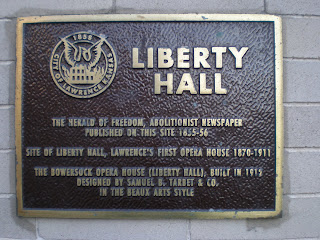 1858
CITY OF LAWRENCE KANSAS
LIBERTY
HALL
THE HERALD OF FREEDOM, ABOLITIONIST NEWSPAPER
PUBLISHED ON THIS SITE 1855-56
SITE OF LIBERTY HALL, LAWRENCE'S FIRST OPERA HOUSE 1870-1911
THE BOWERSOCK OPERA HOUSE (LIBERTY HALL), BUILT IN 1912
DESIGNED BY SAMUEL B. TARBET & CO.
IN THE BEAUX ARTS STYLE